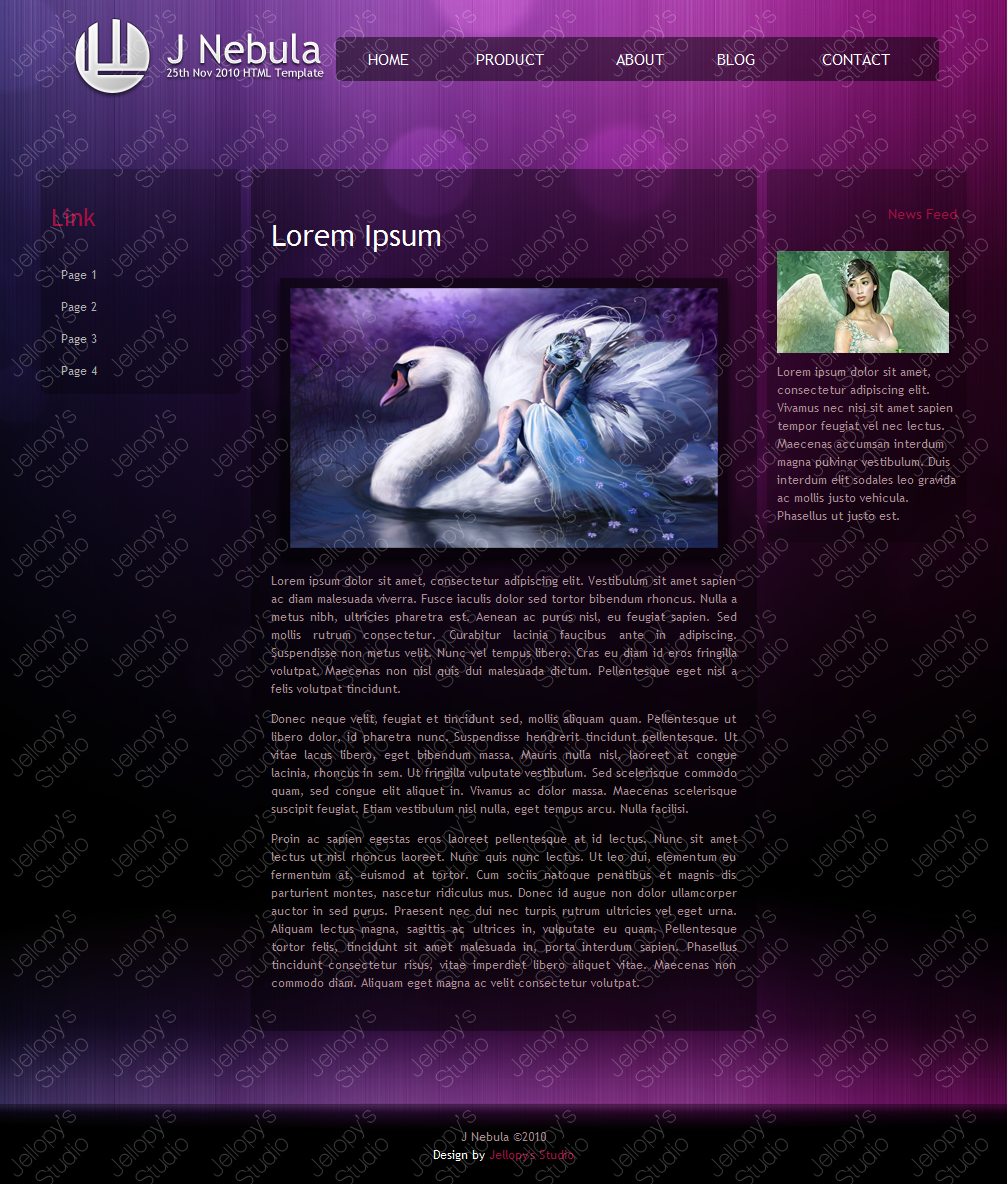 J Nebula
25th Nov 2010 HTML Template
HOME PRODUCT ABOUT BLOG CONTACT
Link
Page 1
Page 2
Page 3
Page 4
Lorem Ipsum
Lorem ipsum dolor sit amet, consectetur adipiscing elit. Vestibulum sit amet sapien
ac diam malesuada viverra. Fusce iaculis dolor sed tortor bibendum rhoncus. Nulla a
metus nibh, ultricies pharetra est. Aenean ac purus nisl, eu feugiat sapien. Sed
mollis rutrum consectetur. Curabitur lacinia faucibus ante in adipiscing.
Suspendisse non metus velit. Nunc vel tempus libero. Cras eu diam id eros fringilla
volutpat. Maecenas non nisl quis dui malesuada dictum. Pellentesque eget nisl a
felis volutpat tincidunt.
Donec neque velit, feugiat et tincidunt sed, mollis aliquam quam. Pellentesque ut
libero dolor, id pharetra nunc. Suspendisse hendrerit tincidunt pellentesque. Ut
vitae lacus libero, eget bibendum massa. Mauris nulla nisl, laoreet at congue
lacinia, rhoncus in sem. Ut fringilla vulputate vestibulum. Sed scelerisque commodo
quam, sed congue elit aliquet in. Vivamus ac dolor massa. Maecenas scelerisque
suscipit feugiat. Etiam vestibulum nisl nulla, eget tempus arcu. Nulla facilisi.
Proin ac sapien egestas eros laoreet pellentesque at id lectus. Nunc sit amet
lectus ut nisl rhoncus laoreet. Nunc quis nunc lectus. Ut leo dui, elementum eu
fermentum at, euismod at tortor. Cum sociis natoque penatibus et magnis dis
parturient montes, nascetur ridiculus mus. Donec id augue non dolor ullamcorper
auctor in sed purus. Praesent nec dui nec turpis rutrum ultricies vel eget urna.
Aliquam lectus magna, sagittis ac ultrices in, vulputate eu quam. Pellentesque
tortor felis, tincidunt sit amet malesuada in, porta interdum sapien. Phasellus
tincidunt consectetur risus, vitae imperdiet libero aliquet vitae. Maecenas non
commodo diam. Aliquam eget magna ac velit consectetur volutpat.
News Feed
Lorem ipsum dolor sit amet,
consectetur adipiscing elit.
Vivamus nec nisi sit amet sapien
tempor feugiat vel nec lectus.
Maecenas accumsan interdum
magna pulvinar vestibulum. Duis
interdum elit sodales leo gravida
ac mollis justo vehicula.
Phasellus ut justo est.
J Nebula ©2010
Design by Jellopy's Studio
Jellopy's
Studio